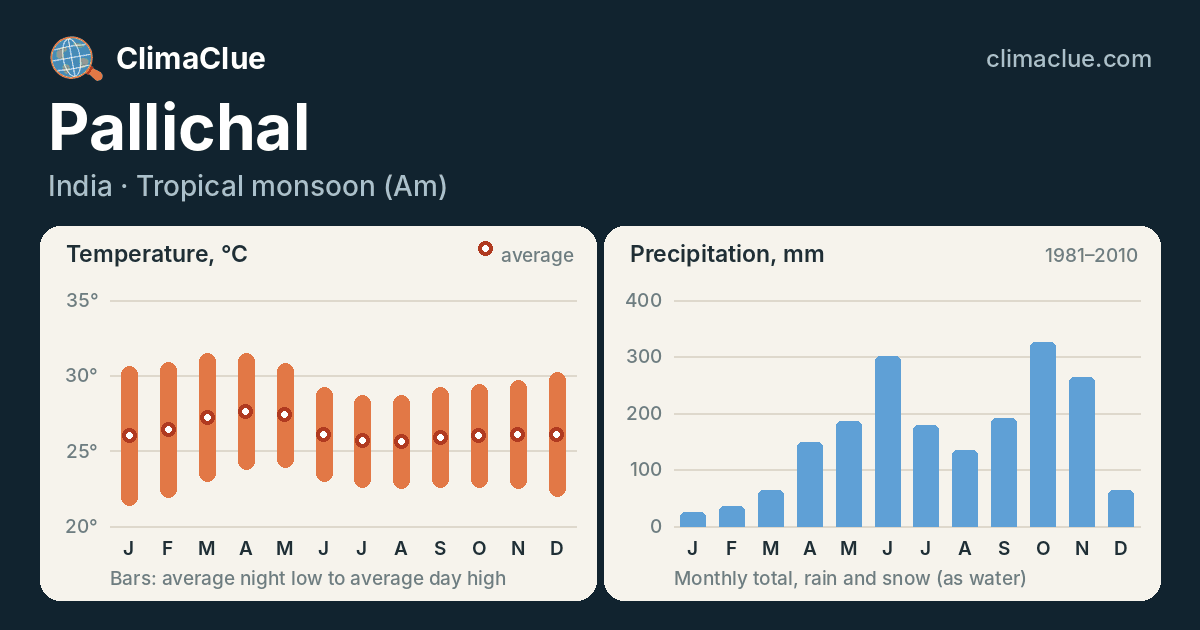 ClimaClue
climaclue.com
Pallichal
India · Tropical monsoon (Am)
Temperature, °C
average
35°
30°
25°
20°
J F M A M J J A S O N D
Bars: average night low to average day high
Precipitation, mm
1981–2010
400
300
200
100
0
J F M A M J J A S O N D
Monthly total, rain and snow (as water)